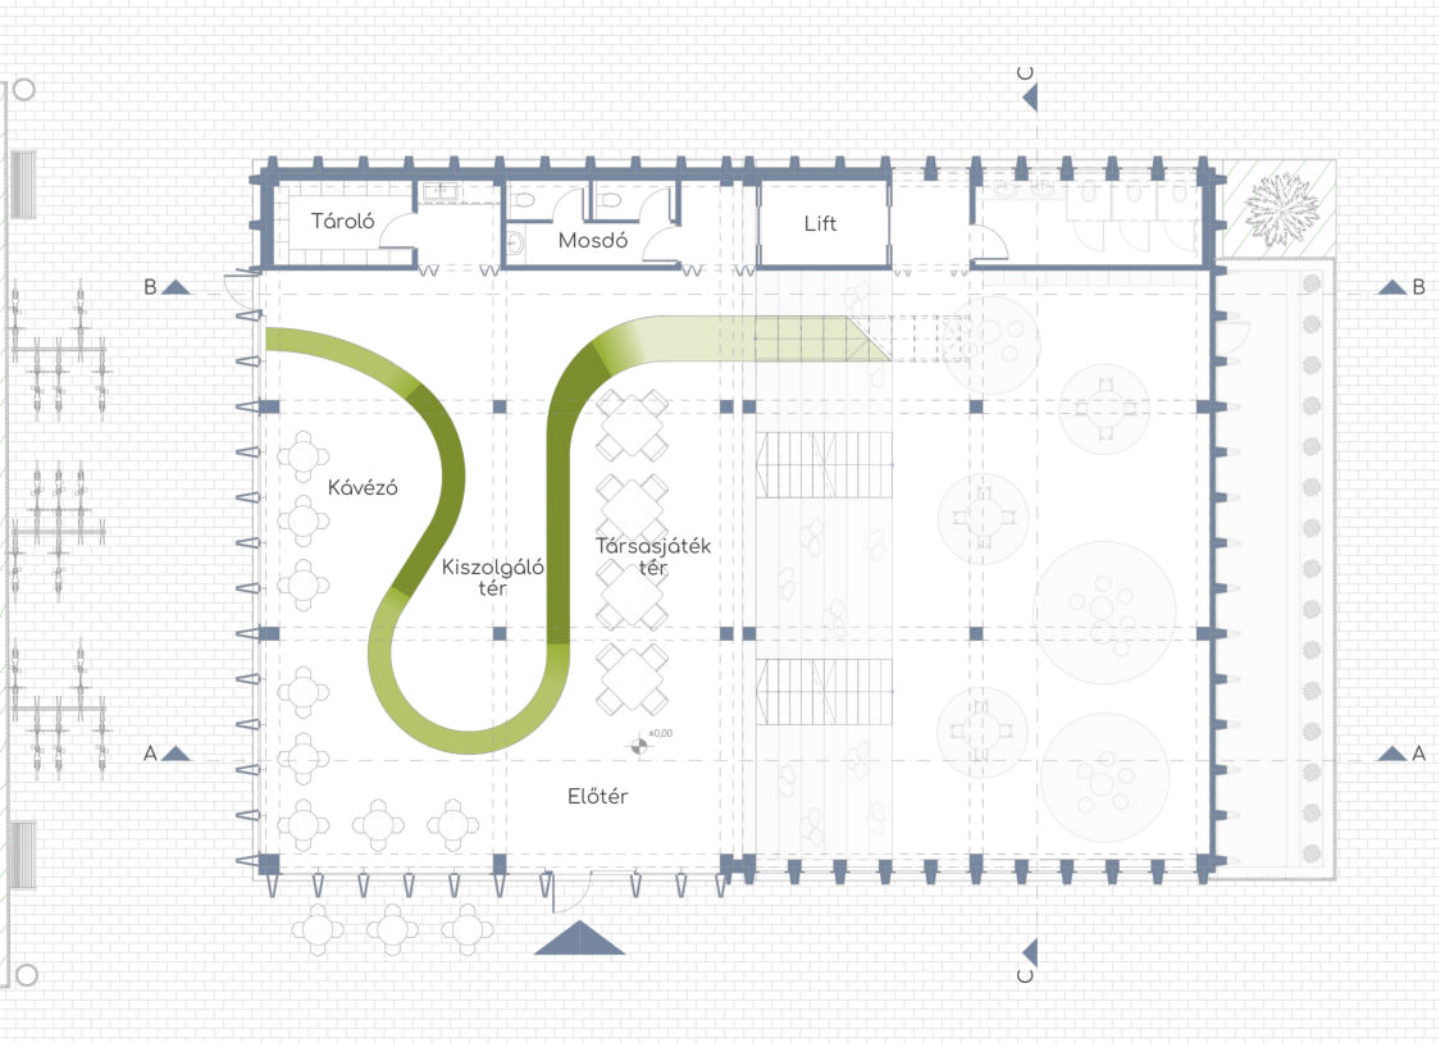 C
Tároló
Mosdó
Lift
B
B
Kávézó
Kiszolgáló
tér
Társasjáték
tér
±0,00
A
A
Előtér
C